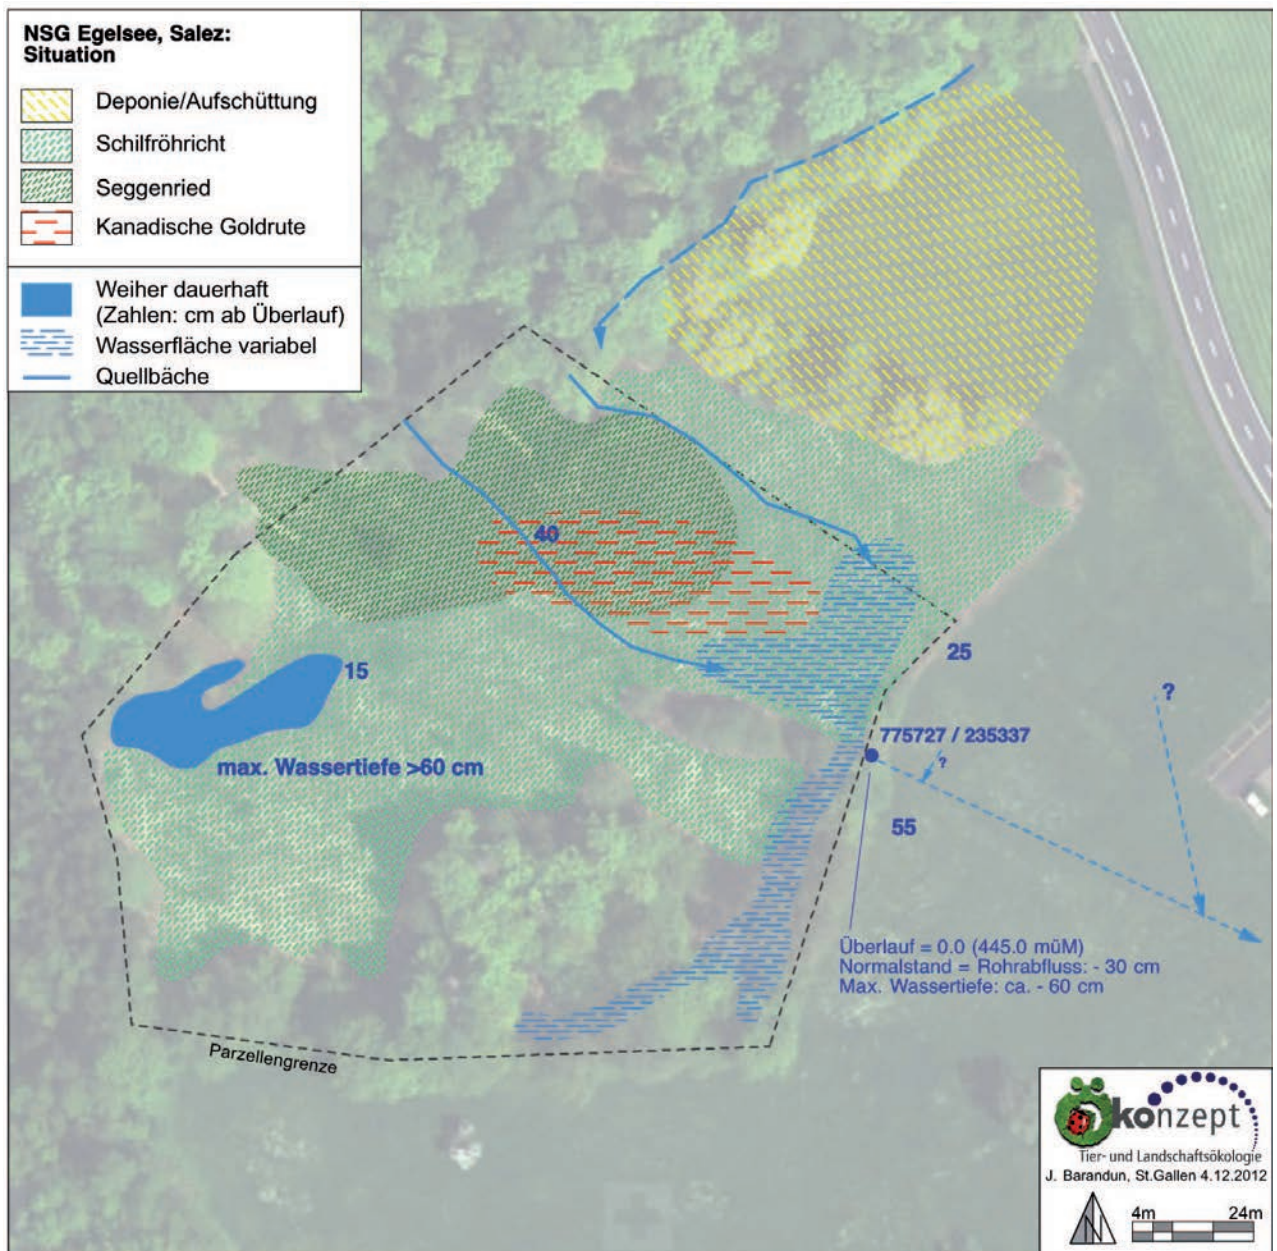 NSG Egelsee, Salez:
Situation
Deponie/Aufschüttung
Schilfröhricht
Seggenried
Kanadische Goldrute
Weiher dauerhaft
(Zahlen: cm ab Überlauf)
Wasserfläche variabel
Quellbäche
40
15
25
?
775727 / 235337
?
max. Wassertiefe >60 cm
55
Überlauf = 0.0 (445.0 müM)
Normalstand = Rohrabfluss: - 30 cm
Max. Wassertiefe: ca. - 60 cm
Parzellengrenze
Ökonzept
Tier- und Landschaftsökologie
J. Barandun, St.Gallen 4.12.2012
4m 24m